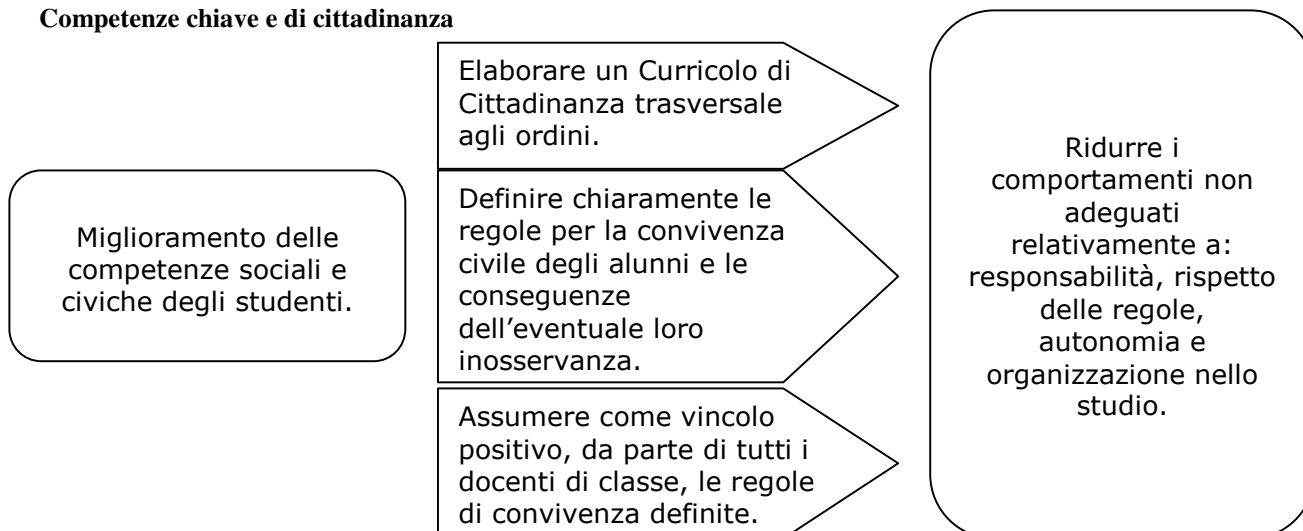 Competenze chiave e di cittadinanza
Miglioramento delle
competenze sociali e
civiche degli studenti.
Elaborare un Curricolo di
Cittadinanza trasversale
agli ordini.
Definire chiaramente le
regole per la convivenza
civile degli alunni e le
conseguenze
dell’eventuale loro
inosservanza.
Assumere come vincolo
positivo, da parte di tutti i
docenti di classe, le regole
di convivenza definite.
Ridurre i
comportamenti non
adeguati
relativamente a:
responsabilità, rispetto
delle regole,
autonomia e
organizzazione nello
studio.